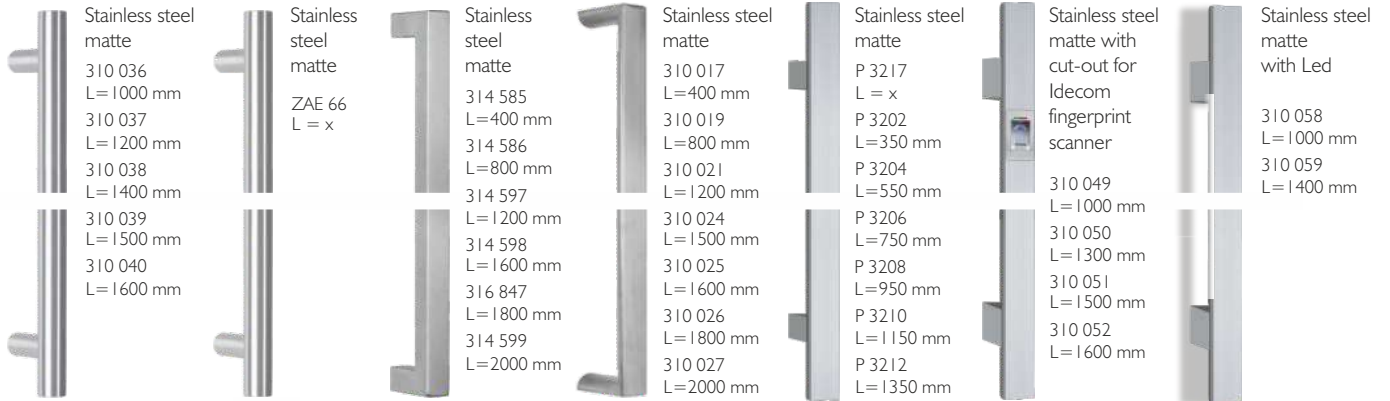 Stainless steel
matte
310 036
L=1000 mm
310 037
L=1200 mm
310 038
L=1400 mm
310 039
L=1500 mm
310 040
L=1600 mm
Stainless
steel
matte
ZAE 66
L = x
Stainless
steel
matte
314 585
L=400 mm
314 586
L=800 mm
314 597
L=1200 mm
314 598
L=1600 mm
316 847
L=1800 mm
314 599
L=2000 mm
Stainless steel
matte
310 017
L=400 mm
310 019
L=800 mm
310 021
L=1200 mm
310 024
L=1500 mm
310 025
L=1600 mm
310 026
L=1800 mm
310 027
L=2000 mm
Stainless steel
matte
P 3217
L = x
P 3202
L=350 mm
P 3204
L=550 mm
P 3206
L=750 mm
P 3208
L=950 mm
P 3210
L=1150 mm
P 3212
L=1350 mm
Stainless steel
matte with
cut-out for
Idecom
fingerprint
scanner
310 049
L=1000 mm
310 050
L=1300 mm
310 051
L=1500 mm
310 052
L=1600 mm
Stainless steel
matte
with Led
310 058
L=1000 mm
310 059
L=1400 mm